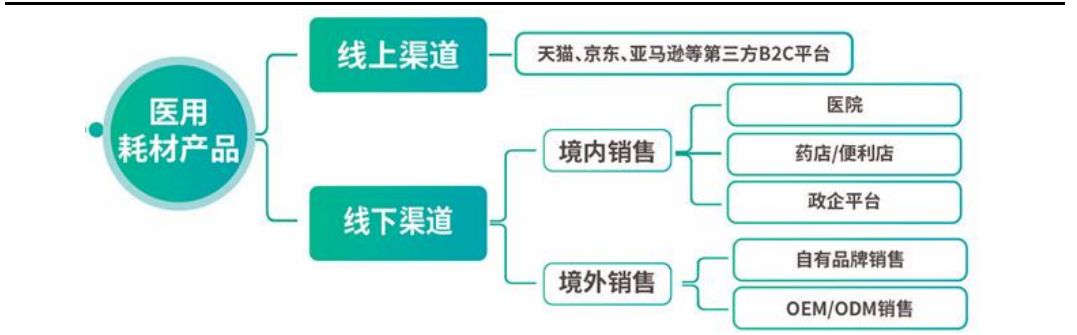 医用
耗材产品
线上渠道
天猫、京东、亚马逊等第三方B2C平台
线下渠道
境内销售
医院
药店/便利店
政企平台
境外销售
自有品牌销售
OEM/ODM销售